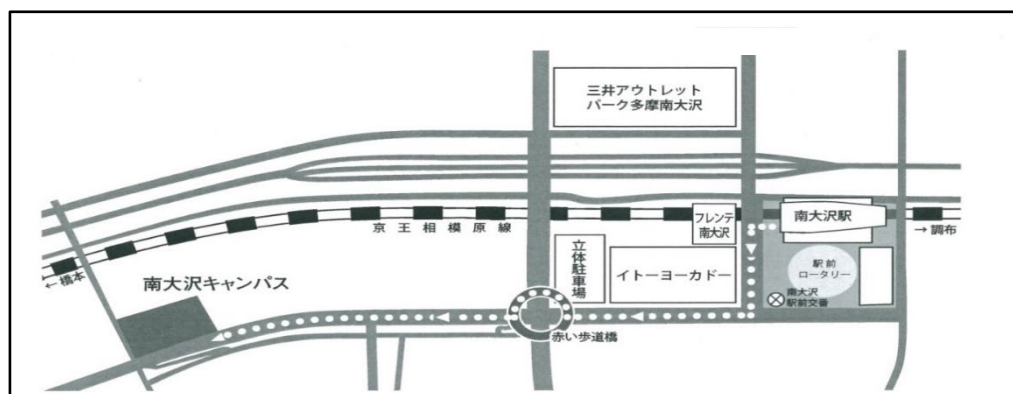 三井アウトレット
パーク多摩南大沢
フレンテ
南大沢
南大沢駅
京王相模原線
→調布
←橋本
立体駐車場
イトーヨーカドー
駅前
ロータリー
南大沢
駅前交番
南大沢キャンパス
赤い歩道橋